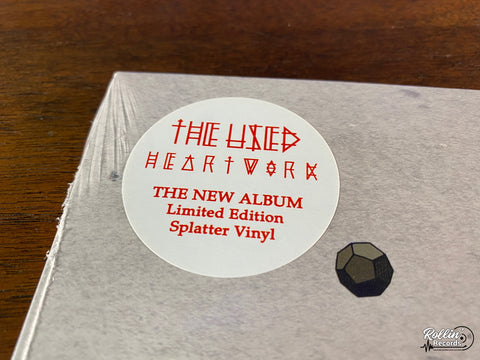 THE USED
HEARTWORK
THE NEW ALBUM
Limited Edition
Splatter Vinyl
Rollin'
Records